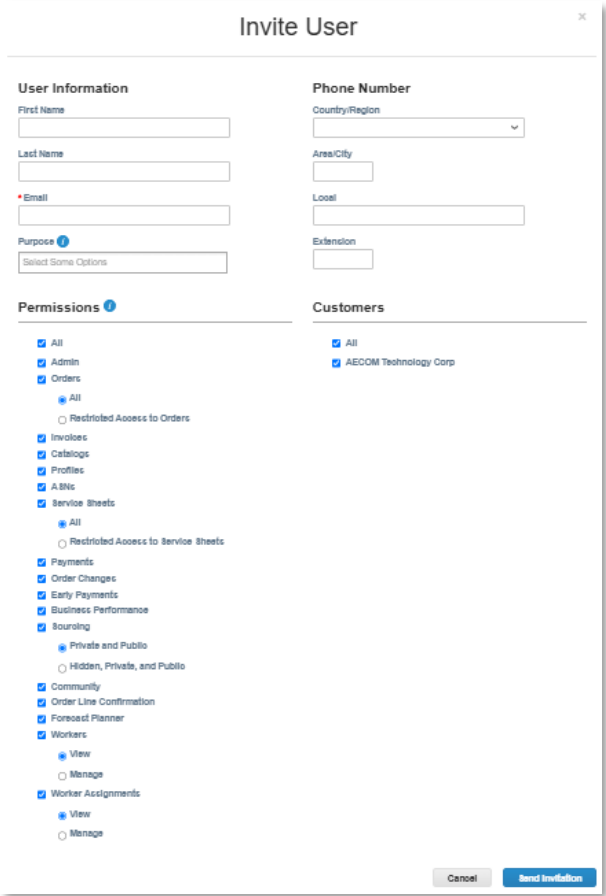 Invite User
×
User Information
First Name
Last Name
*Email
Purpose i
Select Some Options
Phone Number
Country/Region
Area/City
Local
Extension
Permissions i
All
Admin
Orders
All
Restricted Access to Orders
Invoices
Catalogs
Profiles
ASNs
Service Sheets
All
Restricted Access to Service Sheets
Payments
Order Changes
Early Payments
Business Performance
Sourcing
Private and Public
Hidden, Private, and Public
Community
Order Line Confirmation
Forecast Planner
Workers
View
Manage
Worker Assignments
View
Manage
Customers
All
AECOM Technology Corp
Cancel
Send Invitation